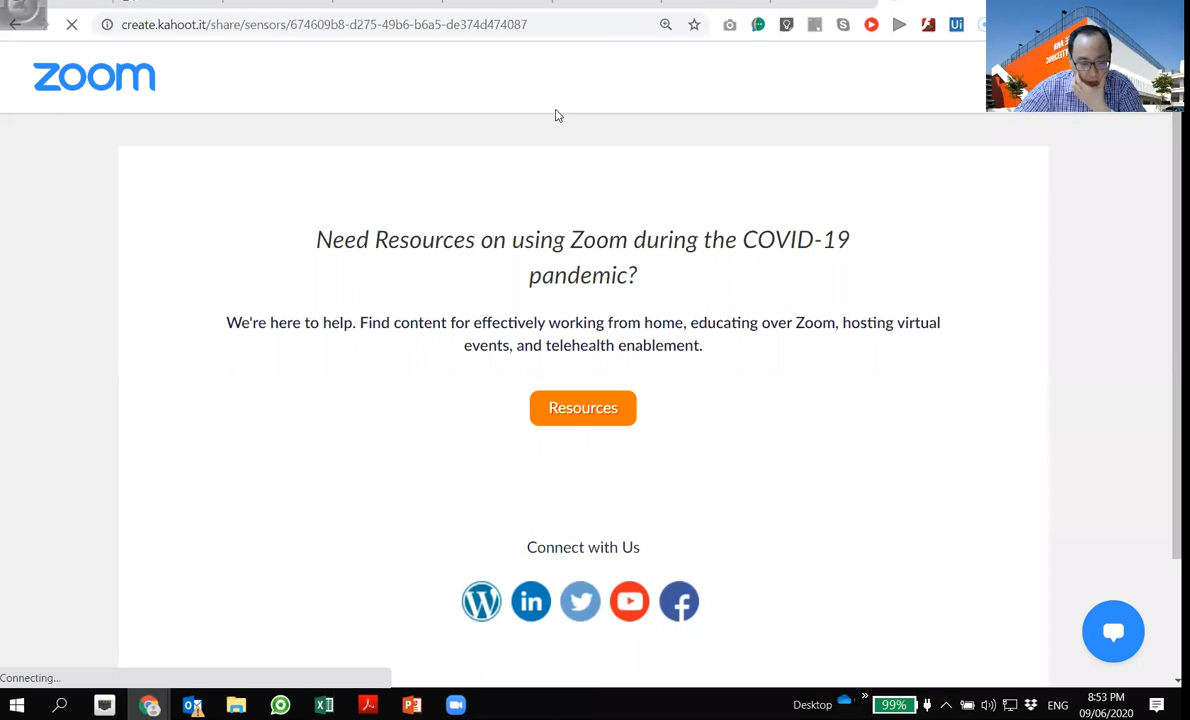 create.kahoot.it/share/sensors/674609b8-d275-49b6-b6a5-de374d474087
Ui
zoom
Need Resources on using Zoom during the COVID-19
pandemic?
We're here to help. Find content for effectively working from home, educating over Zoom, hosting virtual
events, and telehealth enablement.
Resources
Connect with Us
Connecting...
Desktop
99%
ENG
8:53 PM
09/06/2020